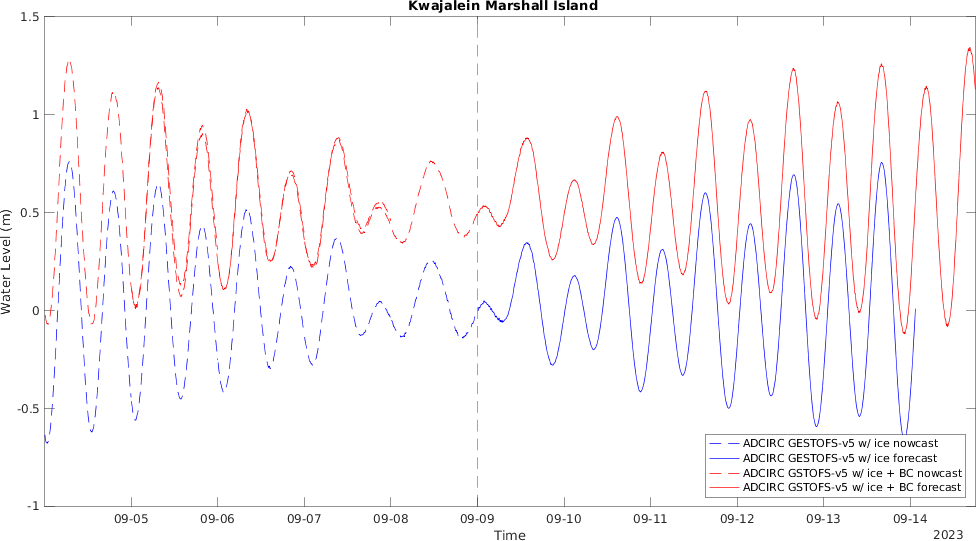 Kwajalein Marshall Island
1.5
1
0.5
0
-0.5
-1
Water Level (m)
09-05
09-06
09-07
09-08
09-09
09-10
09-11
09-12
09-13
09-14
Time
2023
ADCIRC GESTOFS-v5 w/ ice nowcast
ADCIRC GESTOFS-v5 w/ ice forecast
ADCIRC GSTOFS-v5 w/ ice + BC nowcast
ADCIRC GSTOFS-v5 w/ ice + BC forecast